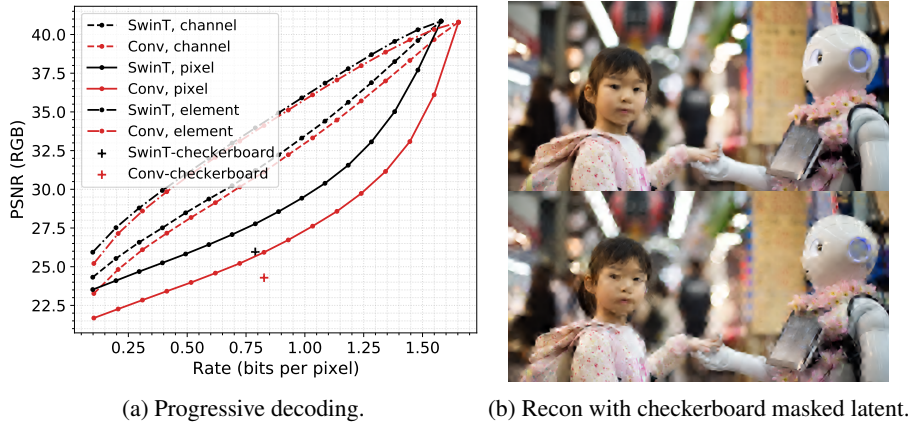 SwinT, channel
Conv, channel
SwinT, pixel
Conv, pixel
SwinT, element
Conv, element
SwinT-checkerboard
Conv-checkerboard
40.0
37.5
35.0
32.5
30.0
27.5
25.0
22.5
PSNR (RGB)
0.25 0.50 0.75 1.00 1.25 1.50
Rate (bits per pixel)
(a) Progressive decoding.
(b) Recon with checkerboard masked latent.